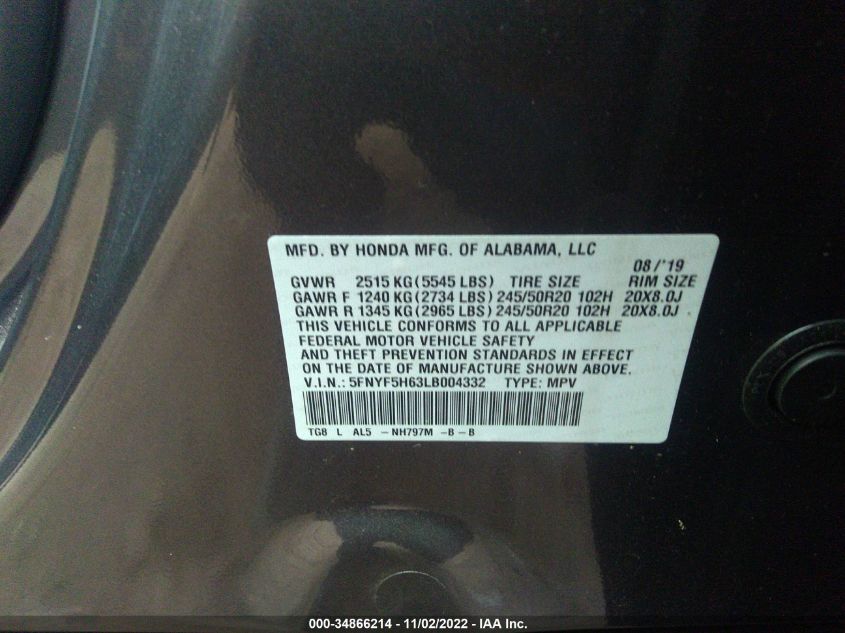 MFD. BY HONDA MFG. OF ALABAMA, LLC
08/'19
GVWR 2515 KG (5545 LBS) TIRE SIZE RIM SIZE
GAWR F 1240 KG (2734 LBS) 245/50R20 102H 20X8.0J
GAWR R 1345 KG (2965 LBS) 245/50R20 102H 20X8.0J
THIS VEHICLE CONFORMS TO ALL APPLICABLE
FEDERAL MOTOR VEHICLE SAFETY
AND THEFT PREVENTION STANDARDS IN EFFECT
ON THE DATE OF MANUFACTURE SHOWN ABOVE.
V.I.N.: 5FNYF5H63LB004332 TYPE: MPV
TG8 L AL5 -NH797M -B-B
000-34866214 - 11/02/2022 - IAA Inc.